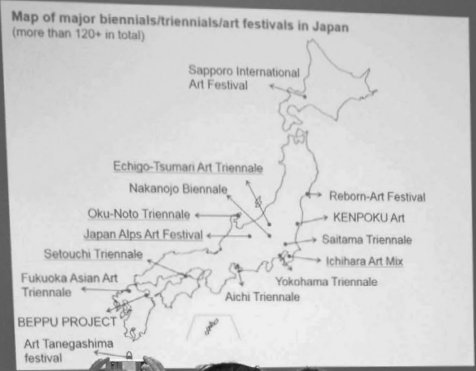 Map of major biennials/triennials/art festivals in Japan
(more than 120+ in total)
Sapporo International
Art Festival
Echigo-Tsumari Art Triennale
Nakanojo Biennale
Reborn-Art Festival
Oku-Noto Triennale
KENPOKU Art
Japan Alps Art Festival
Saitama Triennale
Setouchi Triennale
Ichihara Art Mix
Yokohama Triennale
Fukuoka Asian Art
Triennale
Aichi Triennale
BEPPU PROJECT
Art Tanegashima
festival